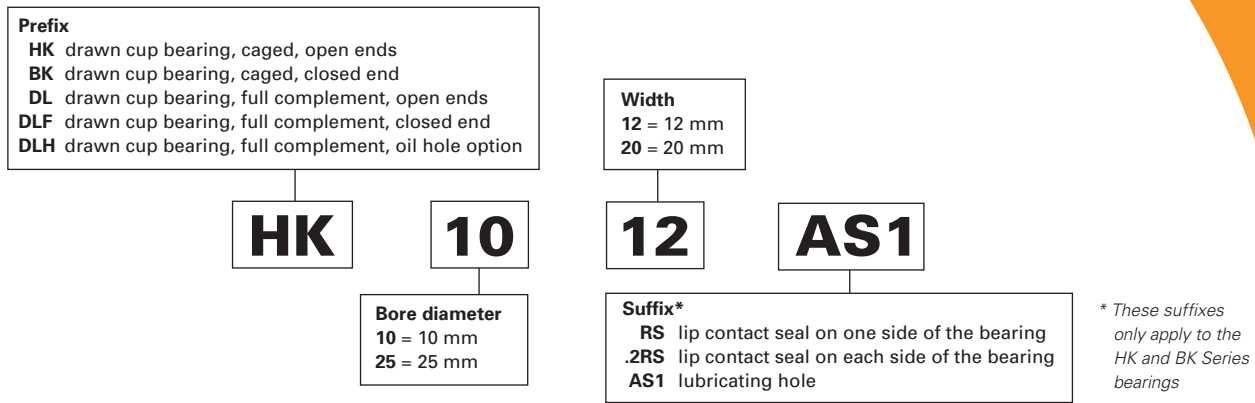 Prefix
HK drawn cup bearing, caged, open ends
BK drawn cup bearing, caged, closed end
DL drawn cup bearing, full complement, open ends
DLF drawn cup bearing, full complement, closed end
DLH drawn cup bearing, full complement, oil hole option
Width
12 = 12 mm
20 = 20 mm
HK 10 12 AS1
Bore diameter
10 = 10 mm
25 = 25 mm
Suffix*
RS lip contact seal on one side of the bearing
.2RS lip contact seal on each side of the bearing
AS1 lubricating hole
* These suffixes
only apply to the
HK and BK Series
bearings